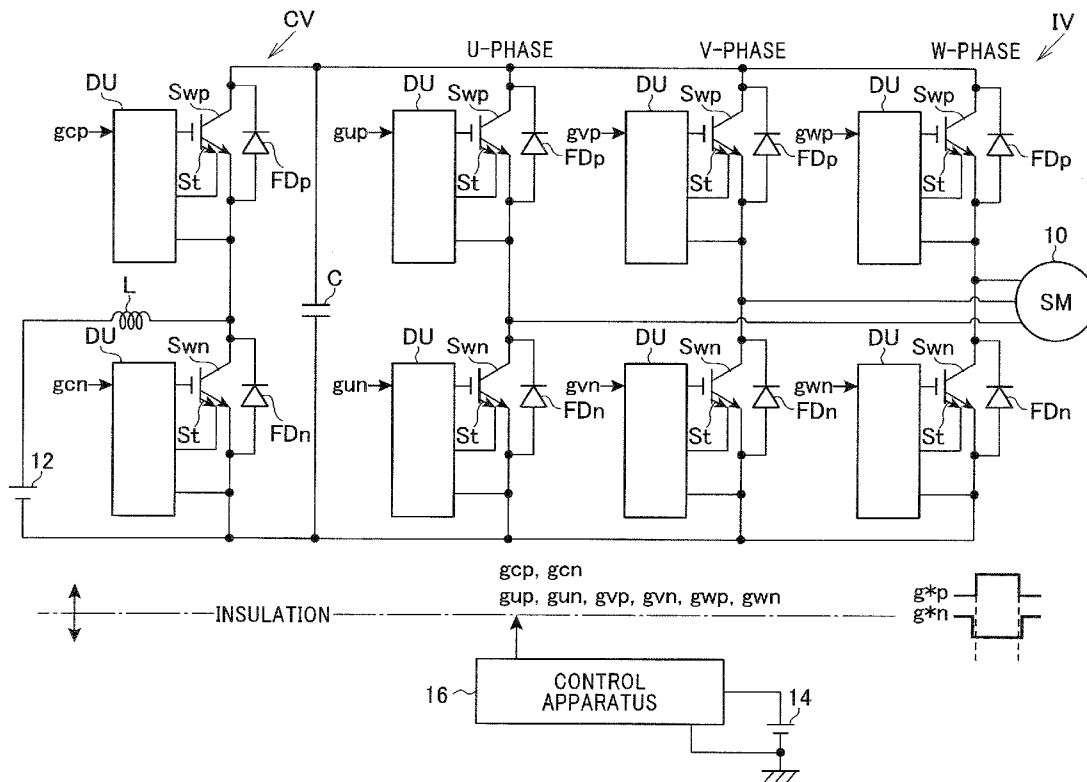 CV
U-PHASE
V-PHASE
W-PHASE
IV
DU
Swp
gcp
St
FDp
DU
Swp
gup
St
FDp
DU
Swp
gvp
St
FDp
DU
Swp
gwp
St
FDp
10
SM
L
C
DU
Swn
gcn
St
FDn
DU
Swn
gun
St
FDn
DU
Swn
gvn
St
FDn
DU
Swn
gwn
St
FDn
12
gcp, gcn
gup, gun, gvp, gvn, gwp, gwn
INSULATION
g*p
g*n
16
CONTROL
APPARATUS
14